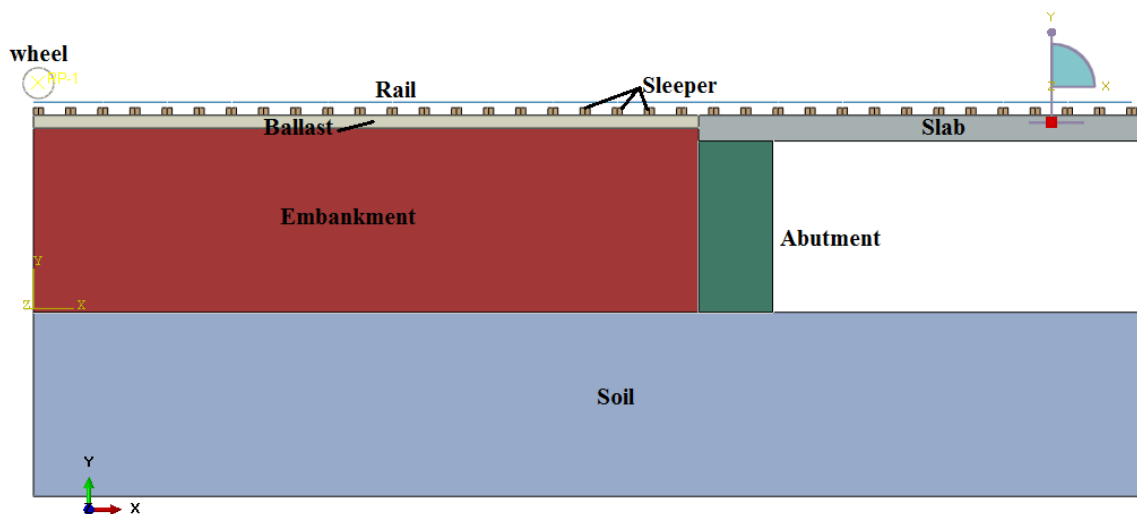 Y
wheel
RP-1
Z
X
Rail
Sleeper
Ballast
Slab
Embankment
Abutment
Y
Z
X
Soil
Y
Z
X